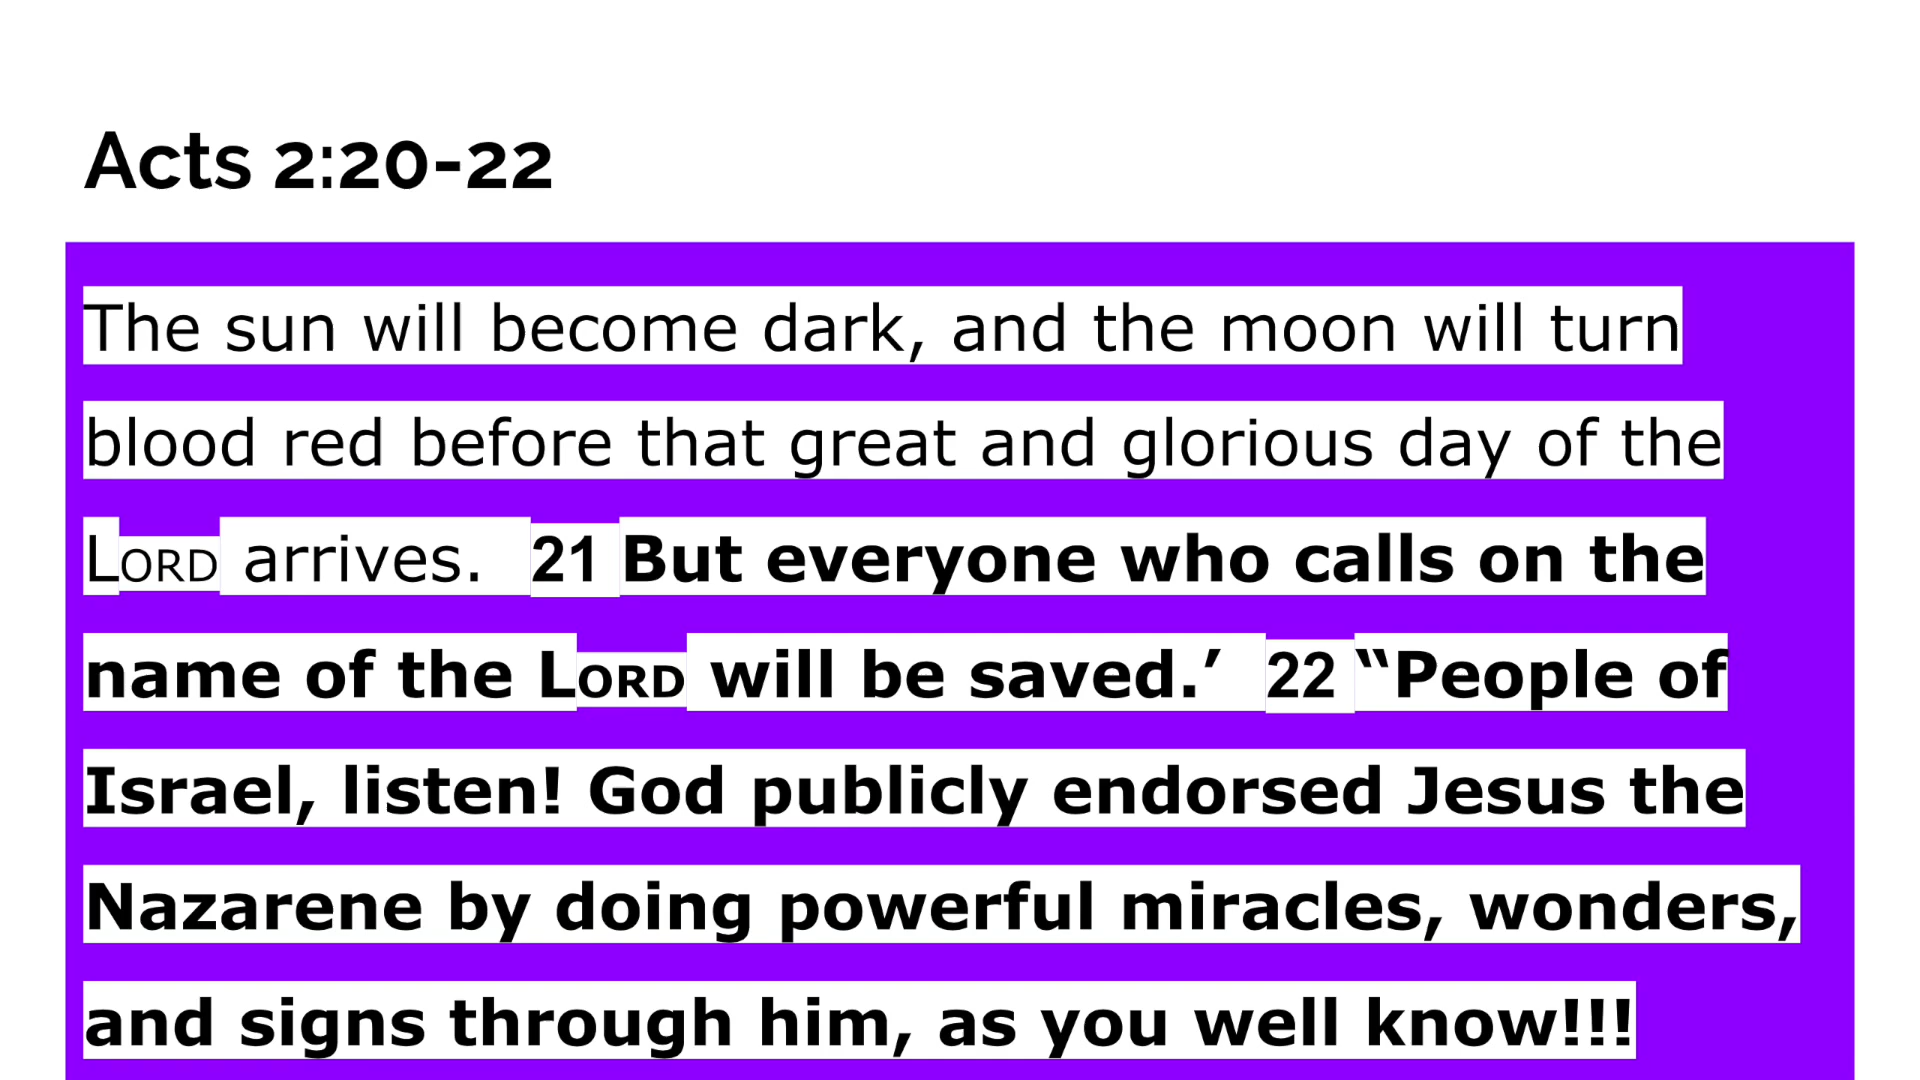 Acts 2:20-22
The sun will become dark, and the moon will turn
blood red before that great and glorious day of the
LORD arrives.  21 But everyone who calls on the
name of the LORD will be saved.’  22 “People of
Israel, listen! God publicly endorsed Jesus the
Nazarene by doing powerful miracles, wonders,
and signs through him, as you well know!!!